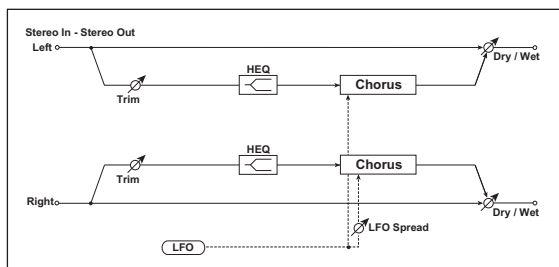 Stereo In - Stereo Out
Left
Dry / Wet
HEQ
Trim
Chorus
HEQ
Trim
Chorus
Right
Dry / Wet
LFO Spread
LFO